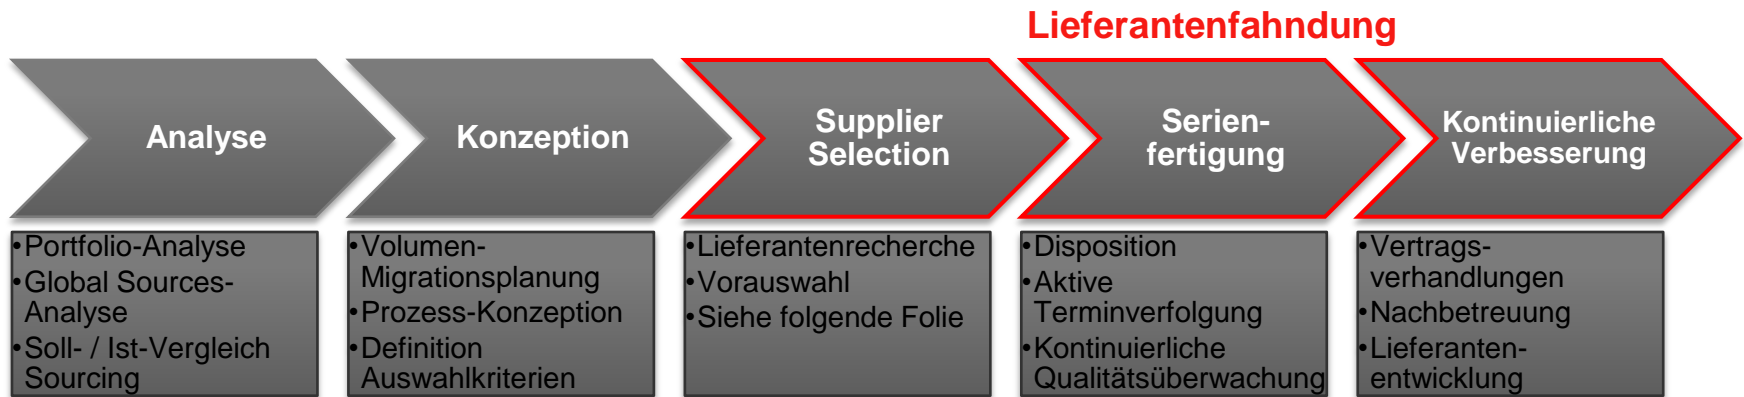 Lieferantenfahndung
Analyse
Konzeption
Supplier
Selection
Serien-
fertigung
Kontinuierliche
Verbesserung
•Portfolio-Analyse
•Global Sources-
Analyse
•Soll- / Ist-Vergleich
Sourcing
•Volumen-
Migrationsplanung
•Prozess-Konzeption
•Definition
Auswahlkriterien
•Lieferantenrecherche
•Vorauswahl
•Siehe folgende Folie
•Disposition
•Aktive
Terminverfolgung
•Kontinuierliche
Qualitätsüberwachung
•Vertrags-
verhandlungen
•Nachbetreuung
•Lieferanten-
entwicklung